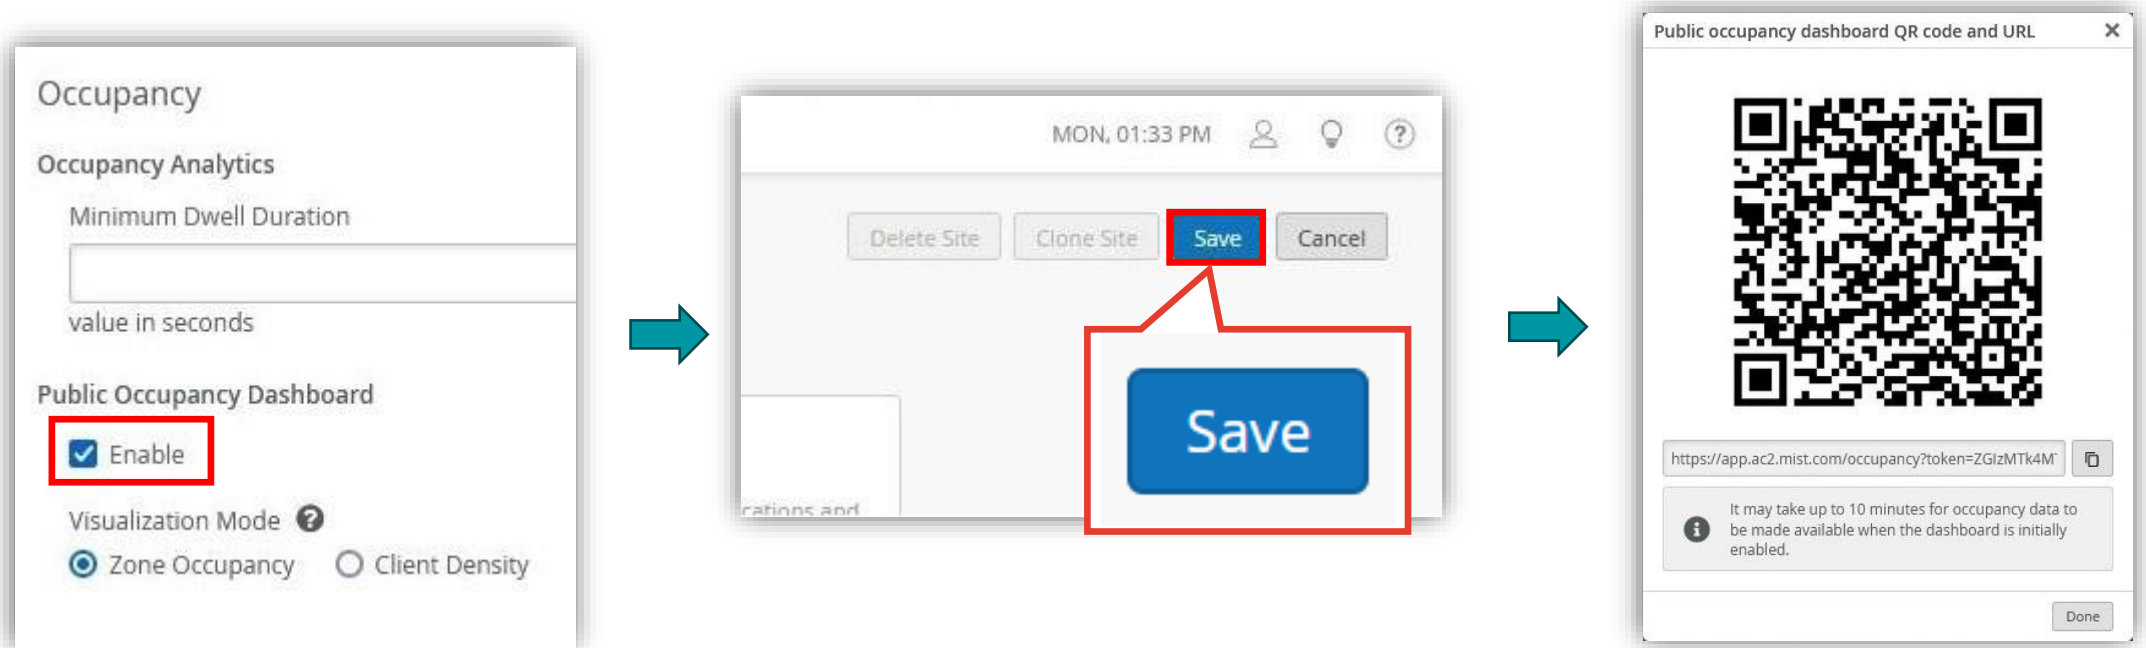 Occupancy
Occupancy Analytics
Minimum Dwell Duration
value in seconds
Public Occupancy Dashboard
Enable
Visualization Mode ?
Zone Occupancy Client Density
MON, 01:33 PM ?
Delete Site Clone Site Save Cancel
Save
cations and
Public occupancy dashboard QR code and URL
https://app.ac2.mist.com/occupancy?token=ZGIzMTk4M
It may take up to 10 minutes for occupancy data to
be made available when the dashboard is initially
enabled.
Done